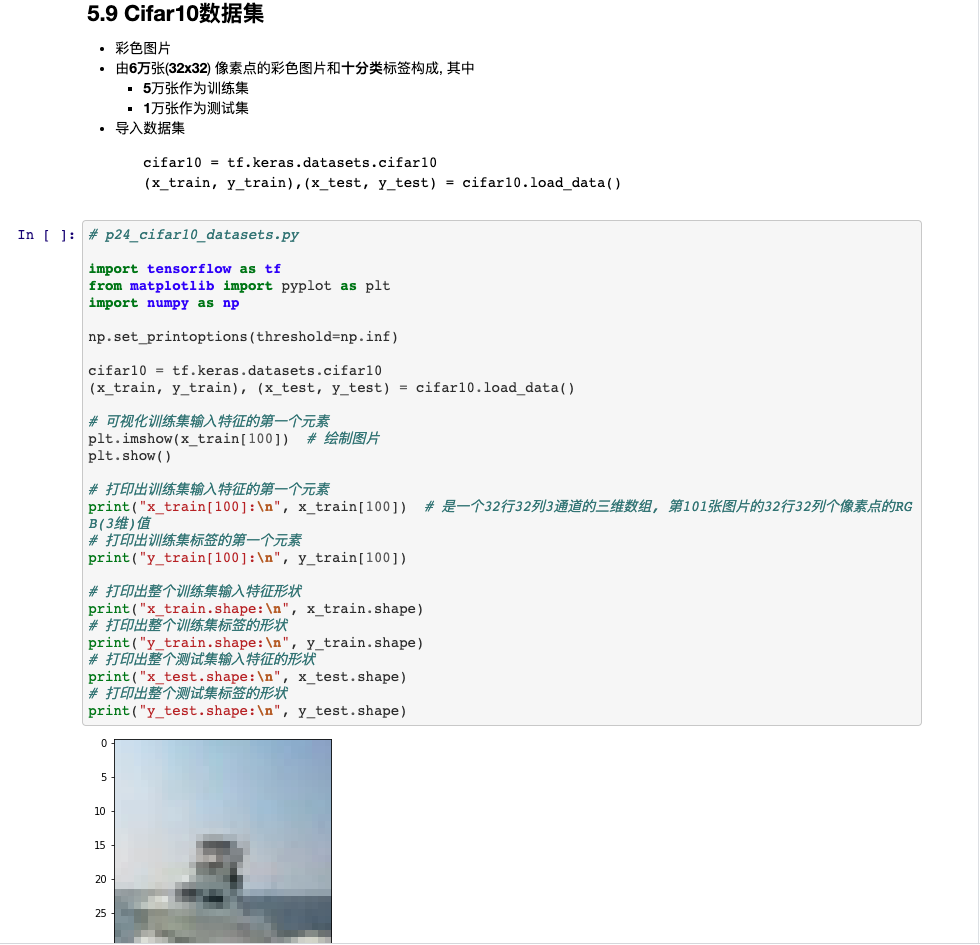 5.9 Cifar10数据集
• 彩色图片
• 由6万张(32x32) 像素点的彩色图片和十分类标签构成, 其中
▪ 5万张作为训练集
▪ 1万张作为测试集
• 导入数据集
cifar10 = tf.keras.datasets.cifar10
(x_train, y_train),(x_test, y_test) = cifar10.load_data()
In [ ]:
# p24_cifar10_datasets.py
import tensorflow as tf
from matplotlib import pyplot as plt
import numpy as np
np.set_printoptions(threshold=np.inf)
cifar10 = tf.keras.datasets.cifar10
(x_train, y_train), (x_test, y_test) = cifar10.load_data()
# 可视化训练集输入特征的第一个元素
plt.imshow(x_train[100])  # 绘制图片
plt.show()
# 打印出训练集输入特征的第一个元素
print("x_train[100]:\n", x_train[100])  # 是一个32行32列3通道的三维数组, 第101张图片的32行32列个像素点的RG
B(3维)值
# 打印出训练集标签的第一个元素
print("y_train[100]:\n", y_train[100])
# 打印出整个训练集输入特征形状
print("x_train.shape:\n", x_train.shape)
# 打印出整个训练集标签的形状
print("y_train.shape:\n", y_train.shape)
# 打印出整个测试集输入特征的形状
print("x_test.shape:\n", x_test.shape)
# 打印出整个测试集标签的形状
print("y_test.shape:\n", y_test.shape)
0
5
10
15
20
25